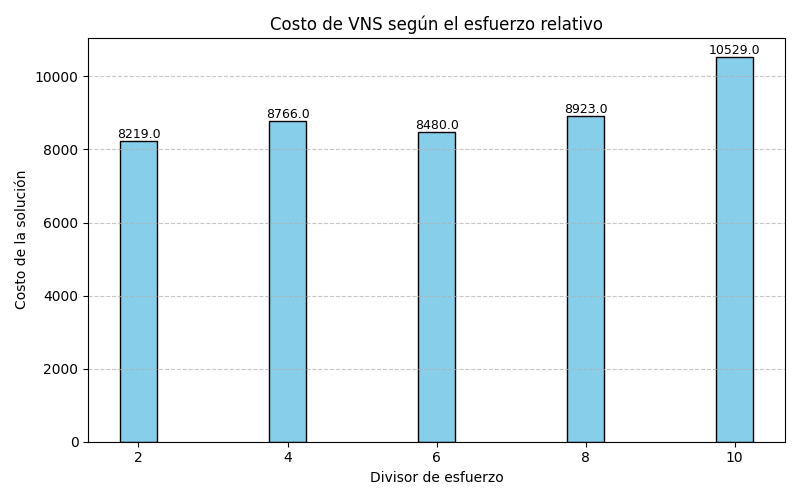 Costo de VNS según el esfuerzo relativo
Costo de la solución
10000
8000
6000
4000
2000
0
8219.0
8766.0
8480.0
8923.0
10529.0
2 4 6 8 10
Divisor de esfuerzo